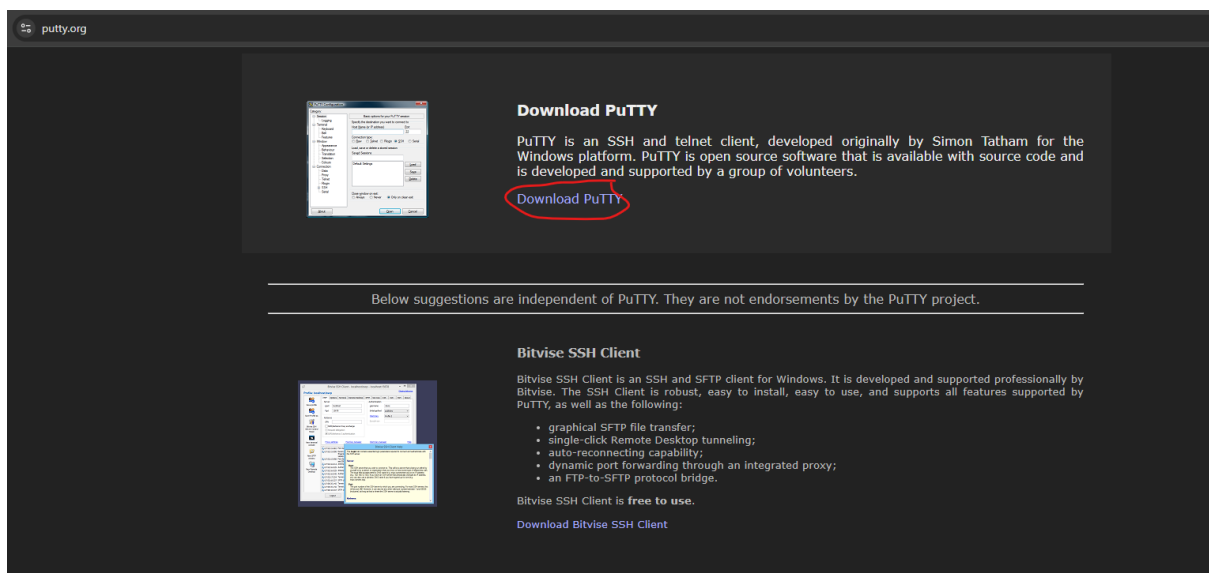 putty.org
Download PuTTY
PuTTY is an SSH and telnet client, developed originally by Simon Tatham for the
Windows platform. PuTTY is open source software that is available with source code and
is developed and supported by a group of volunteers.
Download PuTTY
Below suggestions are independent of PuTTY. They are not endorsements by the PuTTY project.
Bitvise SSH Client
Bitvise SSH Client is an SSH and SFTP client for Windows. It is developed and supported professionally by
Bitvise. The SSH Client is robust, easy to install, easy to use, and supports all features supported by
PuTTY, as well as the following:
• graphical SFTP file transfer;
• single-click Remote Desktop tunneling;
• auto-reconnecting capability;
• dynamic port forwarding through an integrated proxy;
• an FTP-to-SFTP protocol bridge.
Bitvise SSH Client is free to use.
Download Bitvise SSH Client